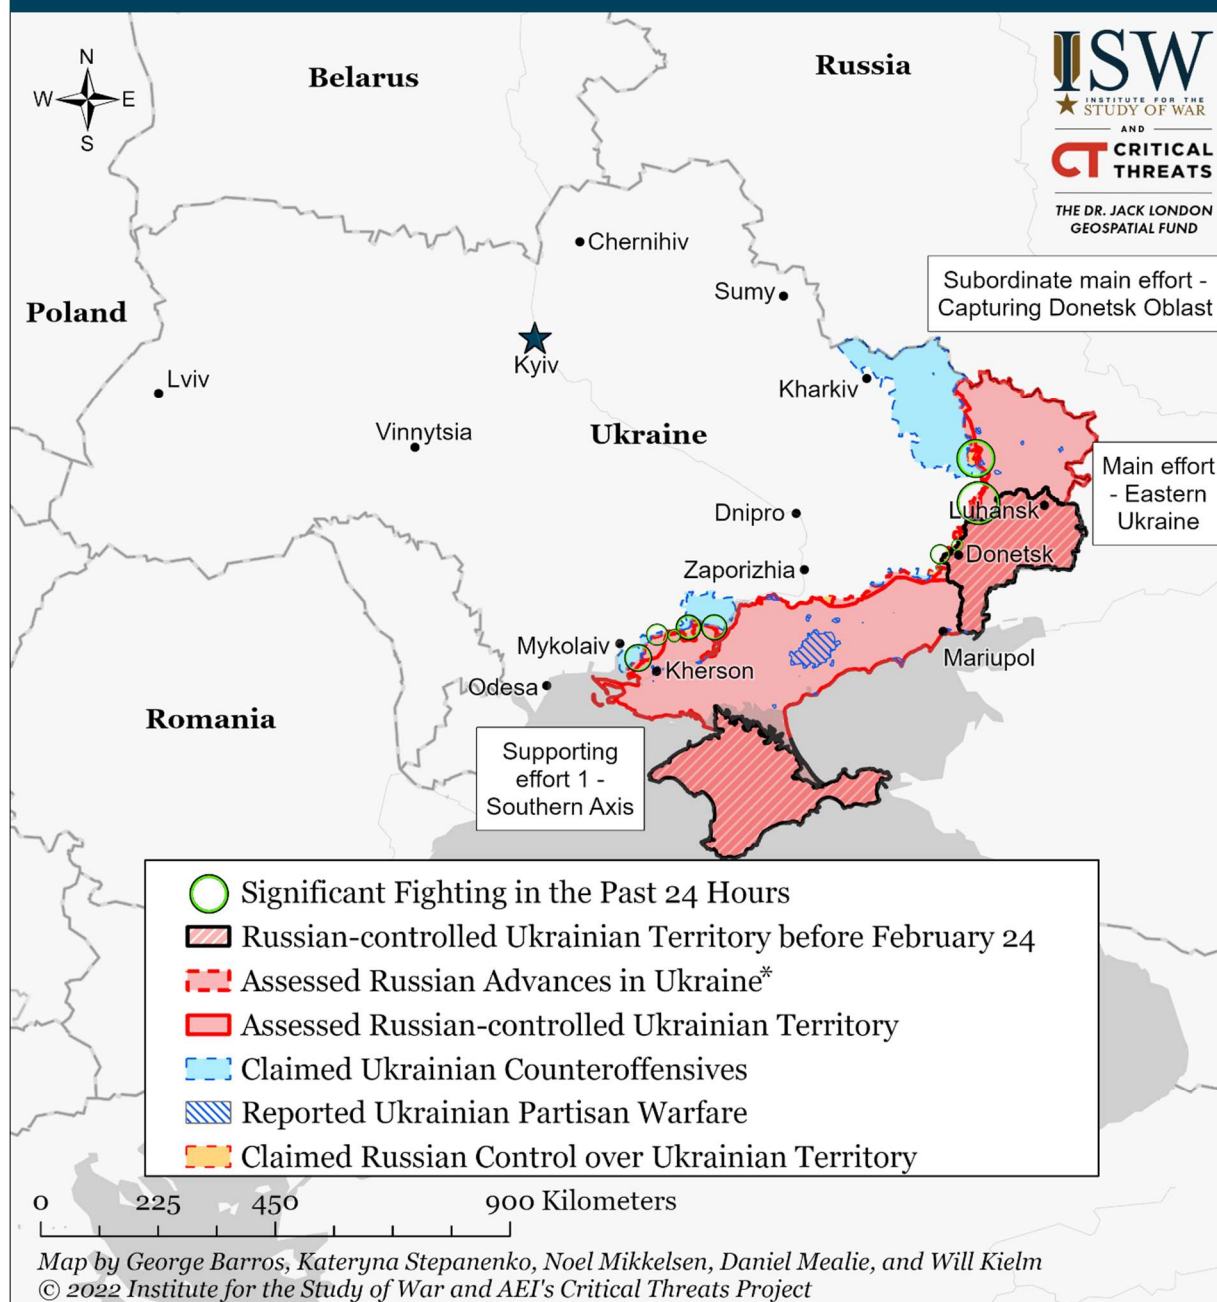 N
W
E
S
Belarus
Russia
ISW
INSTITUTE FOR THE
STUDY OF WAR
AND
CT CRITICAL
THREATS
THE DR. JACK LONDON
GEOSPATIAL FUND
Chernihiv
Sumy
Subordinate main effort -
Capturing Donetsk Oblast
Poland
Kyiv
Lviv
Kharkiv
Vinnytsia
Ukraine
Main effort
- Eastern
Ukraine
Dnipro
Luhansk
Donetsk
Zaporizhia
Mykolaiv
Mariupol
Kherson
Odesa
Romania
Supporting
effort 1 -
Southern Axis
Significant Fighting in the Past 24 Hours
Russian-controlled Ukrainian Territory before February 24
Assessed Russian Advances in Ukraine*
Assessed Russian-controlled Ukrainian Territory
Claimed Ukrainian Counteroffensives
Reported Ukrainian Partisan Warfare
Claimed Russian Control over Ukrainian Territory
0 225 450 900 Kilometers
Map by George Barros, Kateryna Stepanenko, Noel Mikkelsen, Daniel Mealie, and Will Kielm
© 2022 Institute for the Study of War and AEI's Critical Threats Project